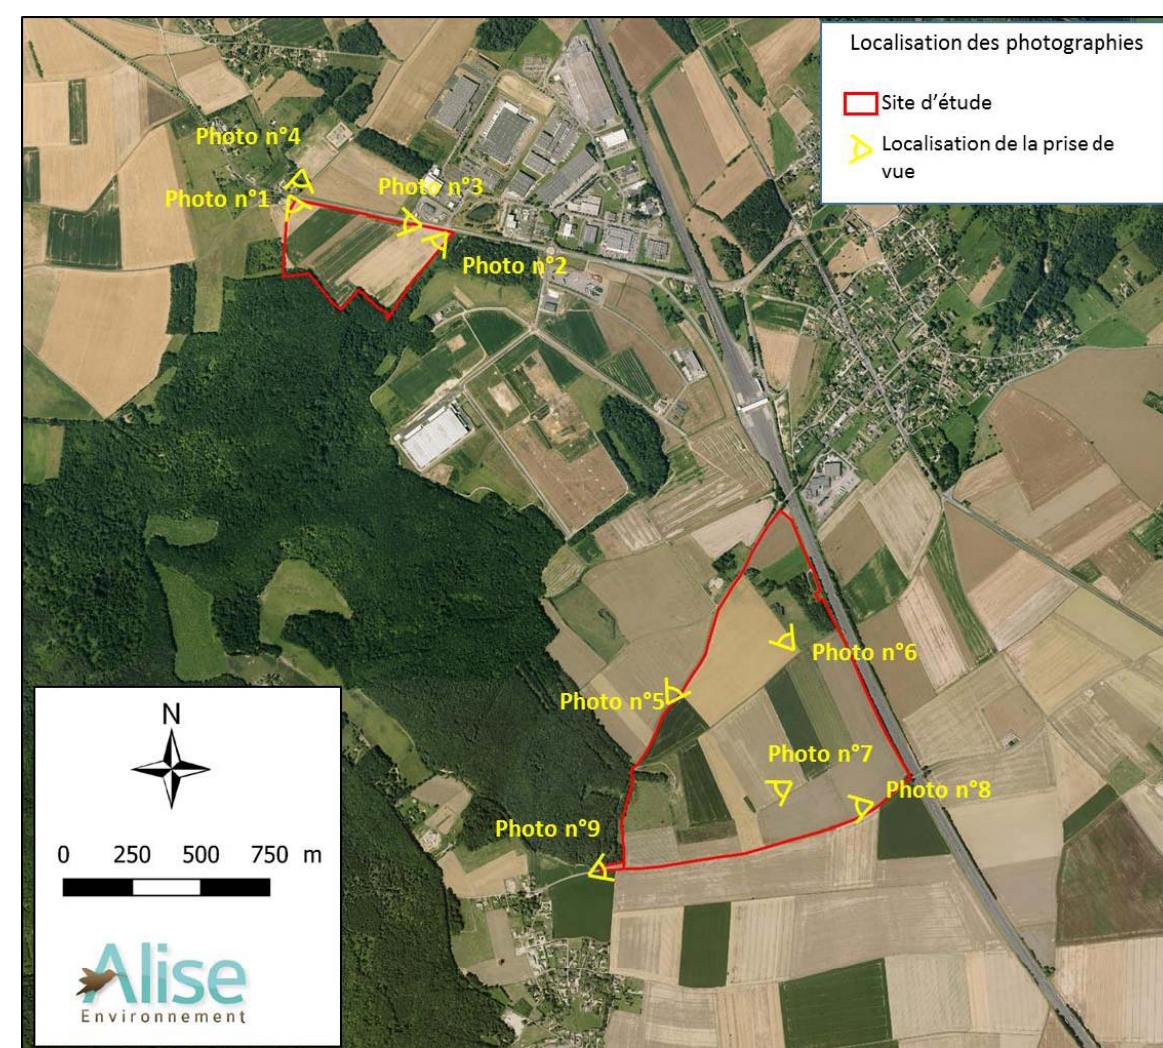 Localisation des photographies
Site d'étude
Localisation de la prise de
vue
Photo n°4
Photo n°1
Photo n°3
Photo n°2
Photo n°6
Photo n°5
Photo n°7
Photo n°8
Photo n°9
N
0 250 500 750 m
Alise
Environnement